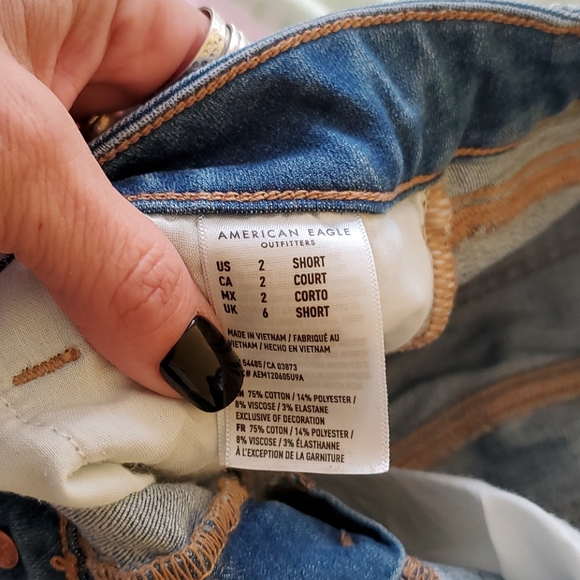 AMERICAN EAGLE
OUTFITTERS
US 2 SHORT
CA 2 COURT
MX 2 CORTO
UK 6 SHORT
MADE IN VIETNAM / FABRIQUÉ AU
VIETNAM / HECHO EN VIETNAM
54485/CA 03873
# AEM120605U9A
75% COTTON / 14% POLYESTER /
8% VISCOSE / 3% ELASTANE
EXCLUSIVE OF DECORATION
FR 75% COTON / 14% POLYESTER /
8% VISCOSE / 3% ÉLASTHANNE
À L'EXCEPTION DE LA GARNITURE